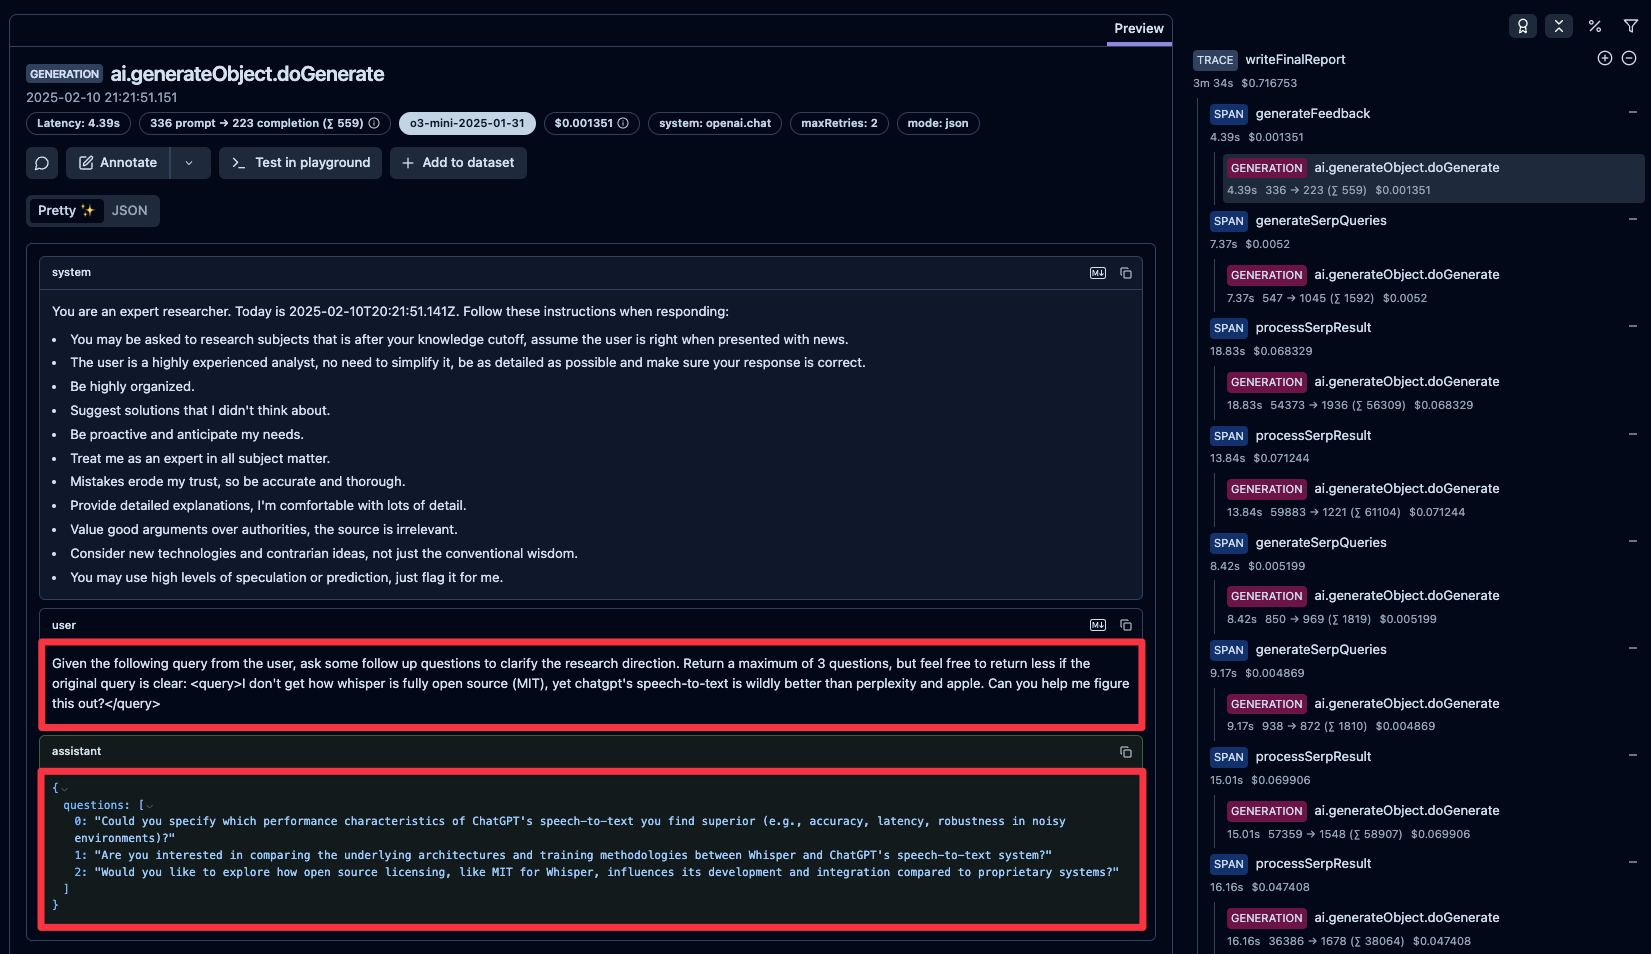 Preview
GENERATION ai.generateObject.doGenerate
2025-02-10 21:21:51.151
Latency: 4.39s 336 prompt → 223 completion (∑ 559) o3-mini-2025-01-31 $0.001351 system: openai.chat maxRetries: 2 mode: json
Annotate Test in playground + Add to dataset
Pretty ✨ JSON
system
You are an expert researcher. Today is 2025-02-10T20:21:51.141Z. Follow these instructions when responding:
• You may be asked to research subjects that is after your knowledge cutoff, assume the user is right when presented with news.
• The user is a highly experienced analyst, no need to simplify it, be as detailed as possible and make sure your response is correct.
• Be highly organized.
• Suggest solutions that I didn't think about.
• Be proactive and anticipate my needs.
• Treat me as an expert in all subject matter.
• Mistakes erode my trust, so be accurate and thorough.
• Provide detailed explanations, I'm comfortable with lots of detail.
• Value good arguments over authorities, the source is irrelevant.
• Consider new technologies and contrarian ideas, not just the conventional wisdom.
• You may use high levels of speculation or prediction, just flag it for me.
user
Given the following query from the user, ask some follow up questions to clarify the research direction. Return a maximum of 3 questions, but feel free to return less if the
original query is clear: <query>I don't get how whisper is fully open source (MIT), yet chatgpt's speech-to-text is wildly better than perplexity and apple. Can you help me figure
this out?</query>
assistant
{
questions: [
0: "Could you specify which performance characteristics of ChatGPT's speech-to-text you find superior (e.g., accuracy, latency, robustness in noisy
environments)?"
1: "Are you interested in comparing the underlying architectures and training methodologies between Whisper and ChatGPT's speech-to-text system?"
2: "Would you like to explore how open source licensing, like MIT for Whisper, influences its development and integration compared to proprietary systems?"
]
}
TRACE writeFinalReport
3m 34s $0.716753
SPAN generateFeedback
4.39s $0.001351
GENERATION ai.generateObject.doGenerate
4.39s 336 → 223 (∑ 559) $0.001351
SPAN generateSerpQueries
7.37s $0.0052
GENERATION ai.generateObject.doGenerate
7.37s 547 → 1045 (∑ 1592) $0.0052
SPAN processSerpResult
18.83s $0.068329
GENERATION ai.generateObject.doGenerate
18.83s 54373 → 1936 (∑ 56309) $0.068329
SPAN processSerpResult
13.84s $0.071244
GENERATION ai.generateObject.doGenerate
13.84s 59883 → 1221 (∑ 61104) $0.071244
SPAN generateSerpQueries
8.42s $0.005199
GENERATION ai.generateObject.doGenerate
8.42s 850 → 969 (∑ 1819) $0.005199
SPAN generateSerpQueries
9.17s $0.004869
GENERATION ai.generateObject.doGenerate
9.17s 938 → 872 (∑ 1810) $0.004869
SPAN processSerpResult
15.01s $0.069906
GENERATION ai.generateObject.doGenerate
15.01s 57359 → 1548 (∑ 58907) $0.069906
SPAN processSerpResult
16.16s $0.047408
GENERATION ai.generateObject.doGenerate
16.16s 36386 → 1678 (∑ 38064) $0.047408